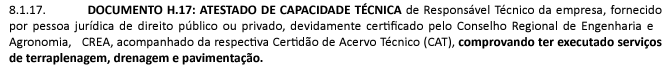 8.1.17. DOCUMENTO H.17: ATESTADO DE CAPACIDADE TÉCNICA de Responsável Técnico da empresa, fornecido
por pessoa jurídica de direito público ou privado, devidamente certificado pelo Conselho Regional de Engenharia e
Agronomia, CREA, acompanhado da respectiva Certidão de Acervo Técnico (CAT), comprovando ter executado serviços
de terraplenagem, drenagem e pavimentação.